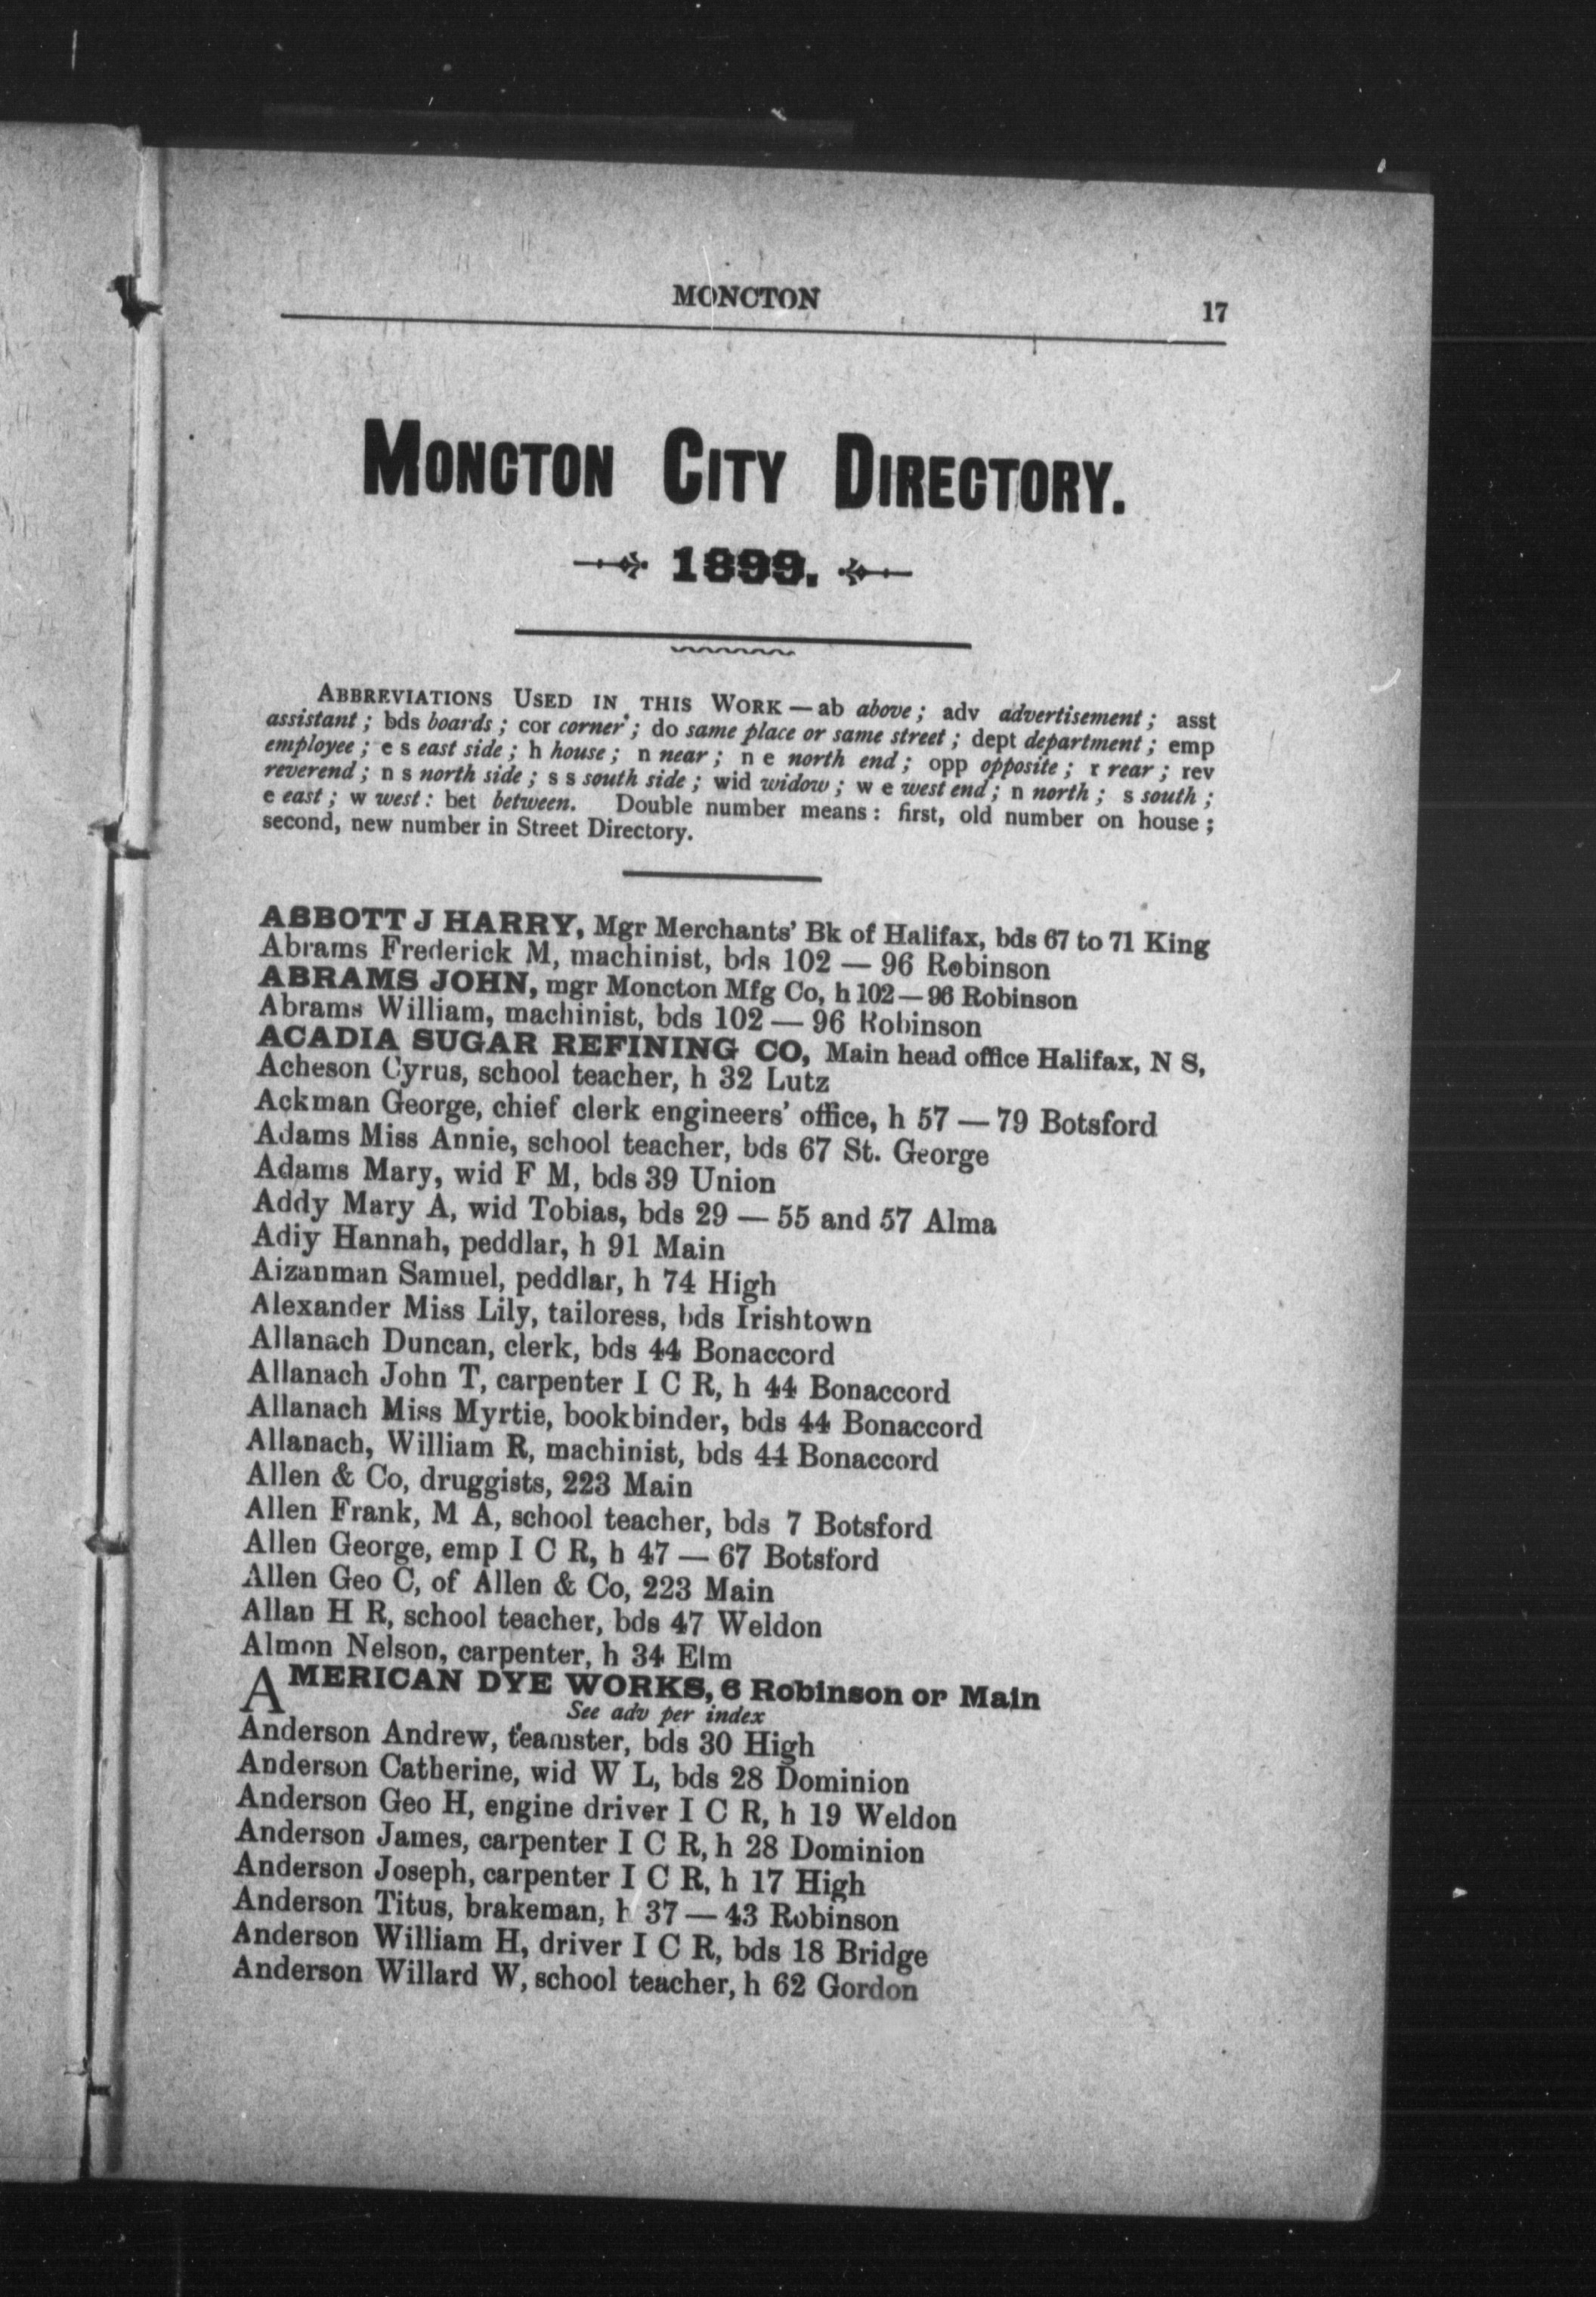 MONCTON
17
MONCTON CITY DIRECTORY.
1899.
ABBREVIATIONS USED IN THIS WORK — ab above; adv advertisement; asst
assistant; bds boards; cor corner; do same place or same street; dept department; emp
employee; e s east side; h house; n near; n e north end; opp opposite; r rear; rev
reverend; n s north side; s s south side; wid widow; w e west end; n north; s south;
e east; w west: bet between. Double number means: first, old number on house;
second, new number in Street Directory.
ABBOTT J HARRY, Mgr Merchants' Bk of Halifax, bds 67 to 71 King
Abrams Frederick M, machinist, bds 102 — 96 Robinson
ABRAMS JOHN, mgr Moncton Mfg Co, h 102 — 96 Robinson
Abrams William, machinist, bds 102 — 96 Robinson
ACADIA SUGAR REFINING CO, Main head office Halifax, N S,
Acheson Cyrus, school teacher, h 32 Lutz
Ackman George, chief clerk engineers' office, h 57 — 79 Botsford
Adams Miss Annie, school teacher, bds 67 St. George
Adams Mary, wid F M, bds 39 Union
Addy Mary A, wid Tobias, bds 29 — 55 and 57 Alma
Adiy Hannah, peddlar, h 91 Main
Aizanman Samuel, peddlar, h 74 High
Alexander Miss Lily, tailoress, bds Irishtown
Allanach Duncan, clerk, bds 44 Bonaccord
Allanach John T, carpenter I C R, h 44 Bonaccord
Allanach Miss Myrtie, bookbinder, bds 44 Bonaccord
Allanach, William R, machinist, bds 44 Bonaccord
Allen & Co, druggists, 223 Main
Allen Frank, M A, school teacher, bds 7 Botsford
Allen George, emp I C R, h 47 — 67 Botsford
Allen Geo C, of Allen & Co, 223 Main
Allan H R, school teacher, bds 47 Weldon
Almon Nelson, carpenter, h 34 Elm
AMERICAN DYE WORKS, 6 Robinson or Main
See adv per index
Anderson Andrew, teamster, bds 30 High
Anderson Catherine, wid W L, bds 28 Dominion
Anderson Geo H, engine driver I C R, h 19 Weldon
Anderson James, carpenter I C R, h 28 Dominion
Anderson Joseph, carpenter I C R, h 17 High
Anderson Titus, brakeman, h 37 — 43 Robinson
Anderson William H, driver I C R, bds 18 Bridge
Anderson Willard W, school teacher, h 62 Gordon